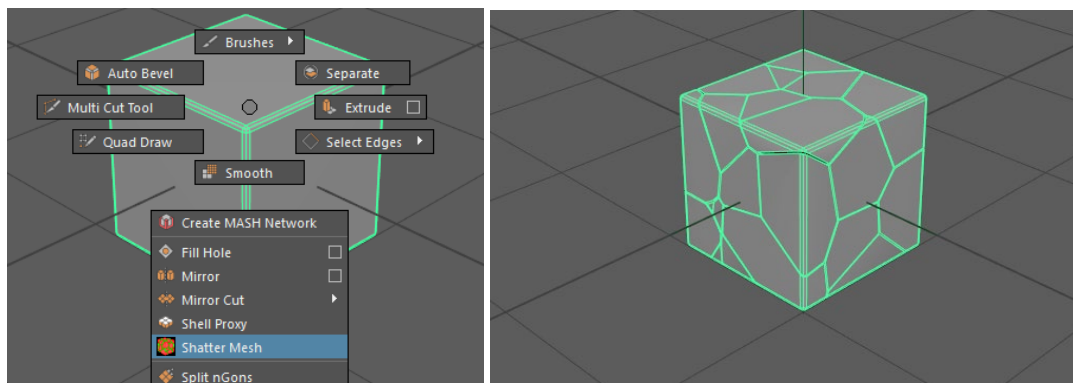 Brushes
Auto Bevel
Separate
Multi Cut Tool
Extrude
Quad Draw
Select Edges
Smooth
Create MASH Network
Fill Hole
Mirror
Mirror Cut
Shell Proxy
Shatter Mesh
Split nGons